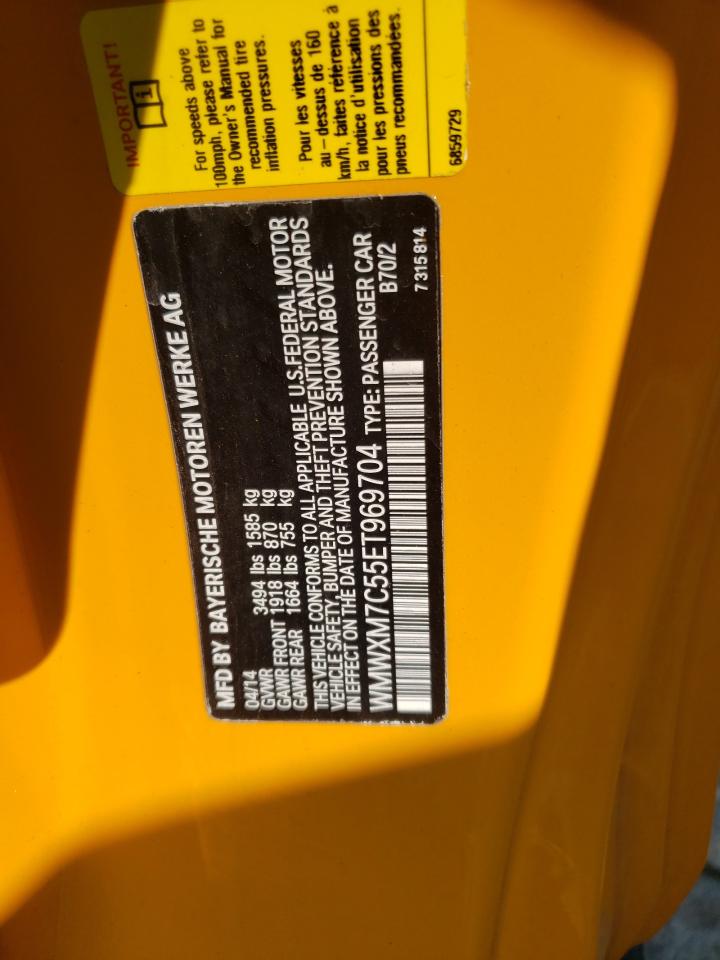 IMPORTANT!
i
For speeds above
100mph, please refer to
the Owner's Manual for
recommended tire
inflation pressures.
Pour les vitesses
au-dessus de 160
km/h, faites référence à
la notice d'utilisation
pour les pressions des
pneus recommandées.
6859729
MFD BY BAYERISCHE MOTOREN WERKE AG
04/14
GVWR 3494 lbs 1585 kg
GAWR FRONT 1918 lbs 870 kg
GAWR REAR 1664 lbs 755 kg
THIS VEHICLE CONFORMS TO ALL APPLICABLE U.S.FEDERAL MOTOR
VEHICLE SAFETY, BUMPER AND THEFT PREVENTION STANDARDS
IN EFFECT ON THE DATE OF MANUFACTURE SHOWN ABOVE.
WMWXM7C55ET969704 TYPE: PASSENGER CAR
B70/2
7315814